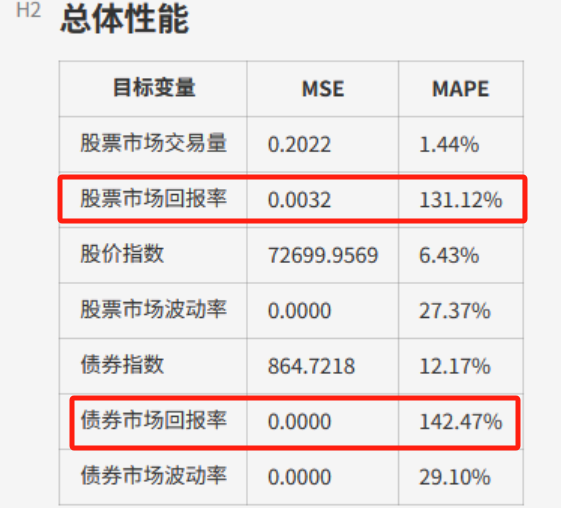 H2 总体性能
目标变量 MSE MAPE
股票市场交易量 0.2022 1.44%
股票市场回报率 0.0032 131.12%
股价指数 72699.9569 6.43%
股票市场波动率 0.0000 27.37%
债券指数 864.7218 12.17%
债券市场回报率 0.0000 142.47%
债券市场波动率 0.0000 29.10%